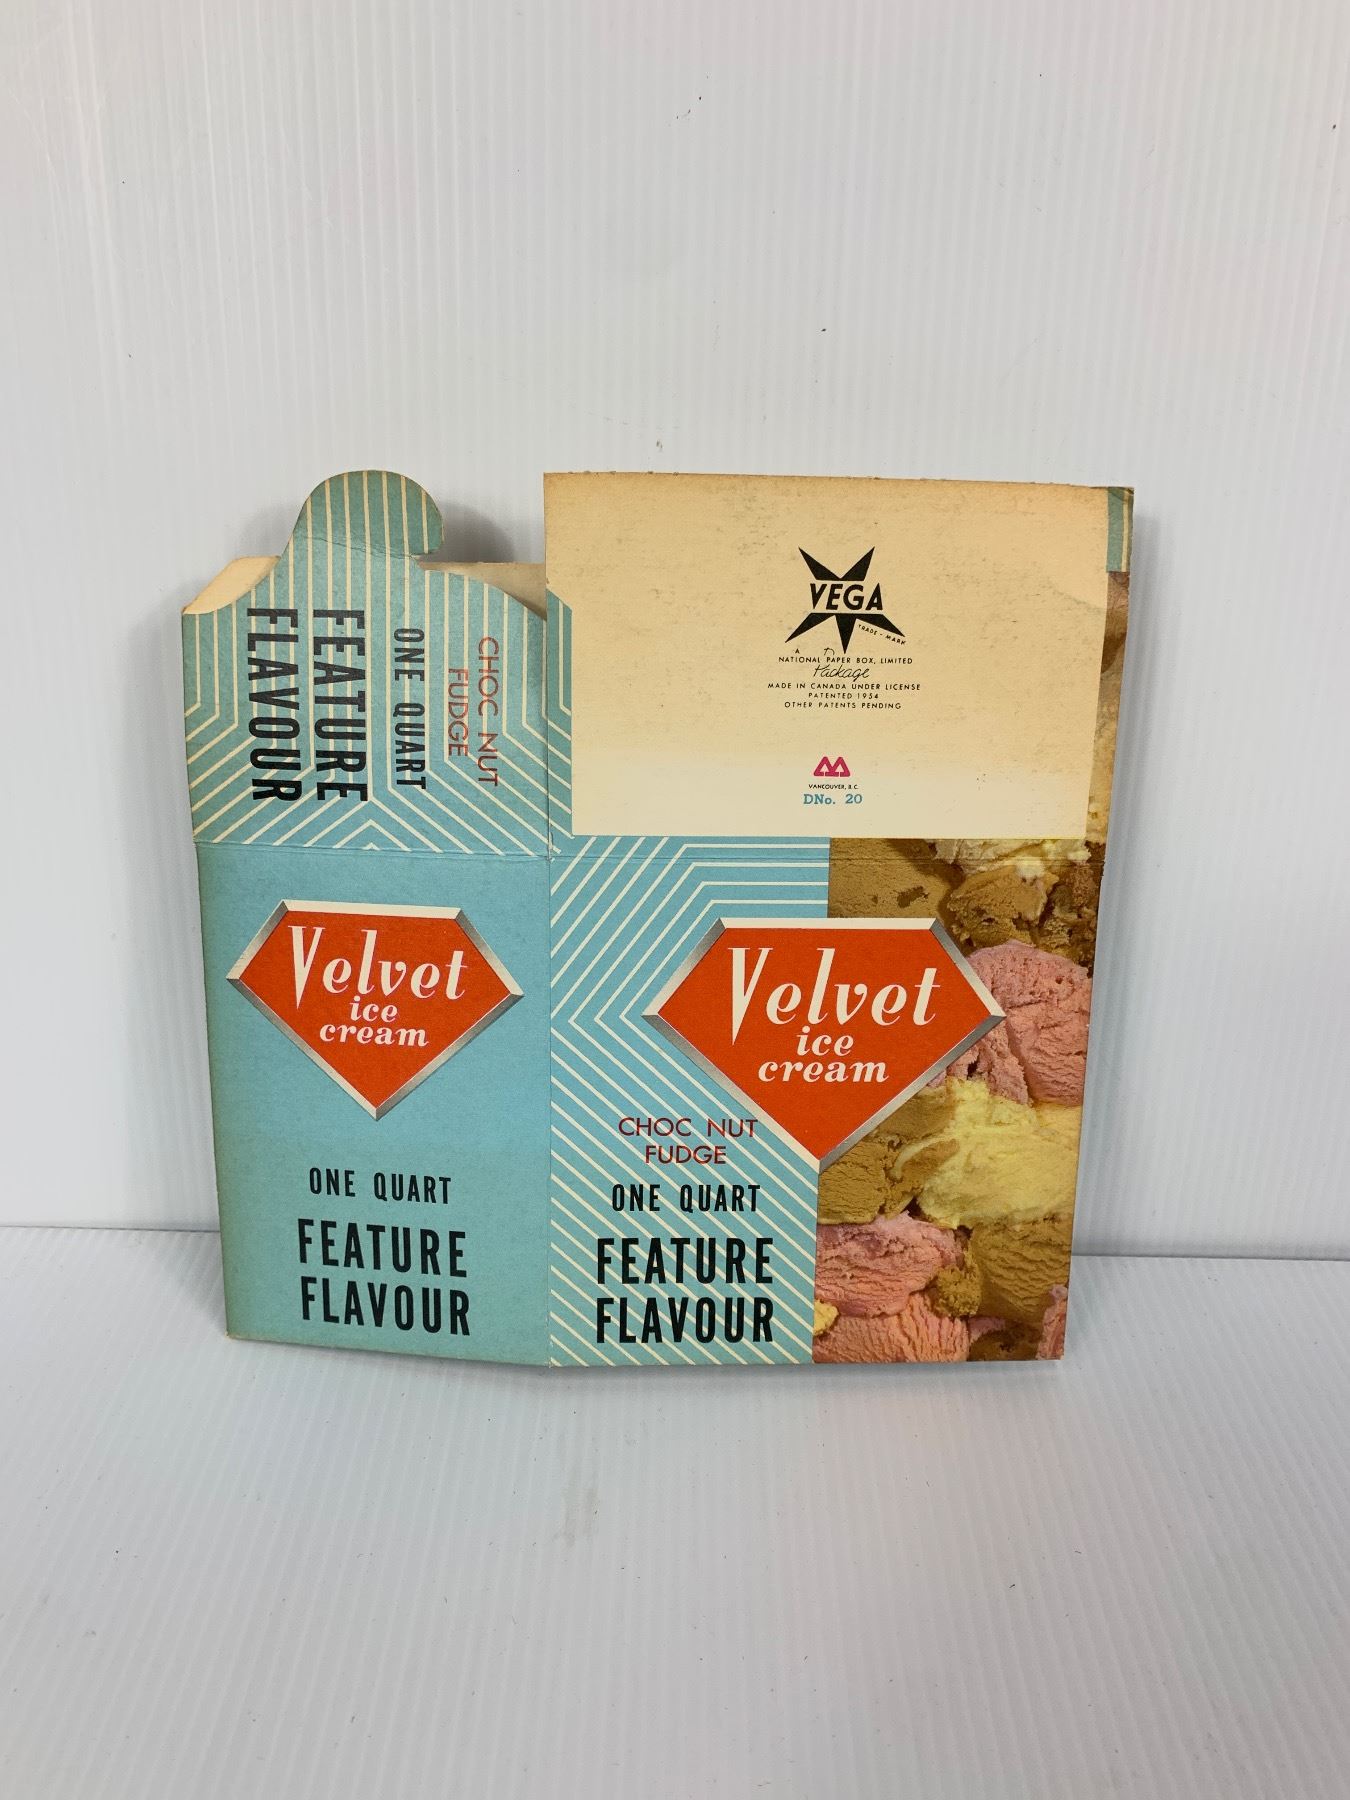 VEGA
TRADE - MARK
A
NATIONAL PAPER BOX, LIMITED
Package
MADE IN CANADA UNDER LICENSE
PATENTED 1954
OTHER PATENTS PENDING
VANCOUVER, B.C.
DNo. 20
CHOC NUT
FUDGE
ONE QUART
FEATURE
FLAVOUR
Velvet
ice
cream
ONE QUART
FEATURE
FLAVOUR
Velvet
ice
cream
CHOC NUT
FUDGE
ONE QUART
FEATURE
FLAVOUR